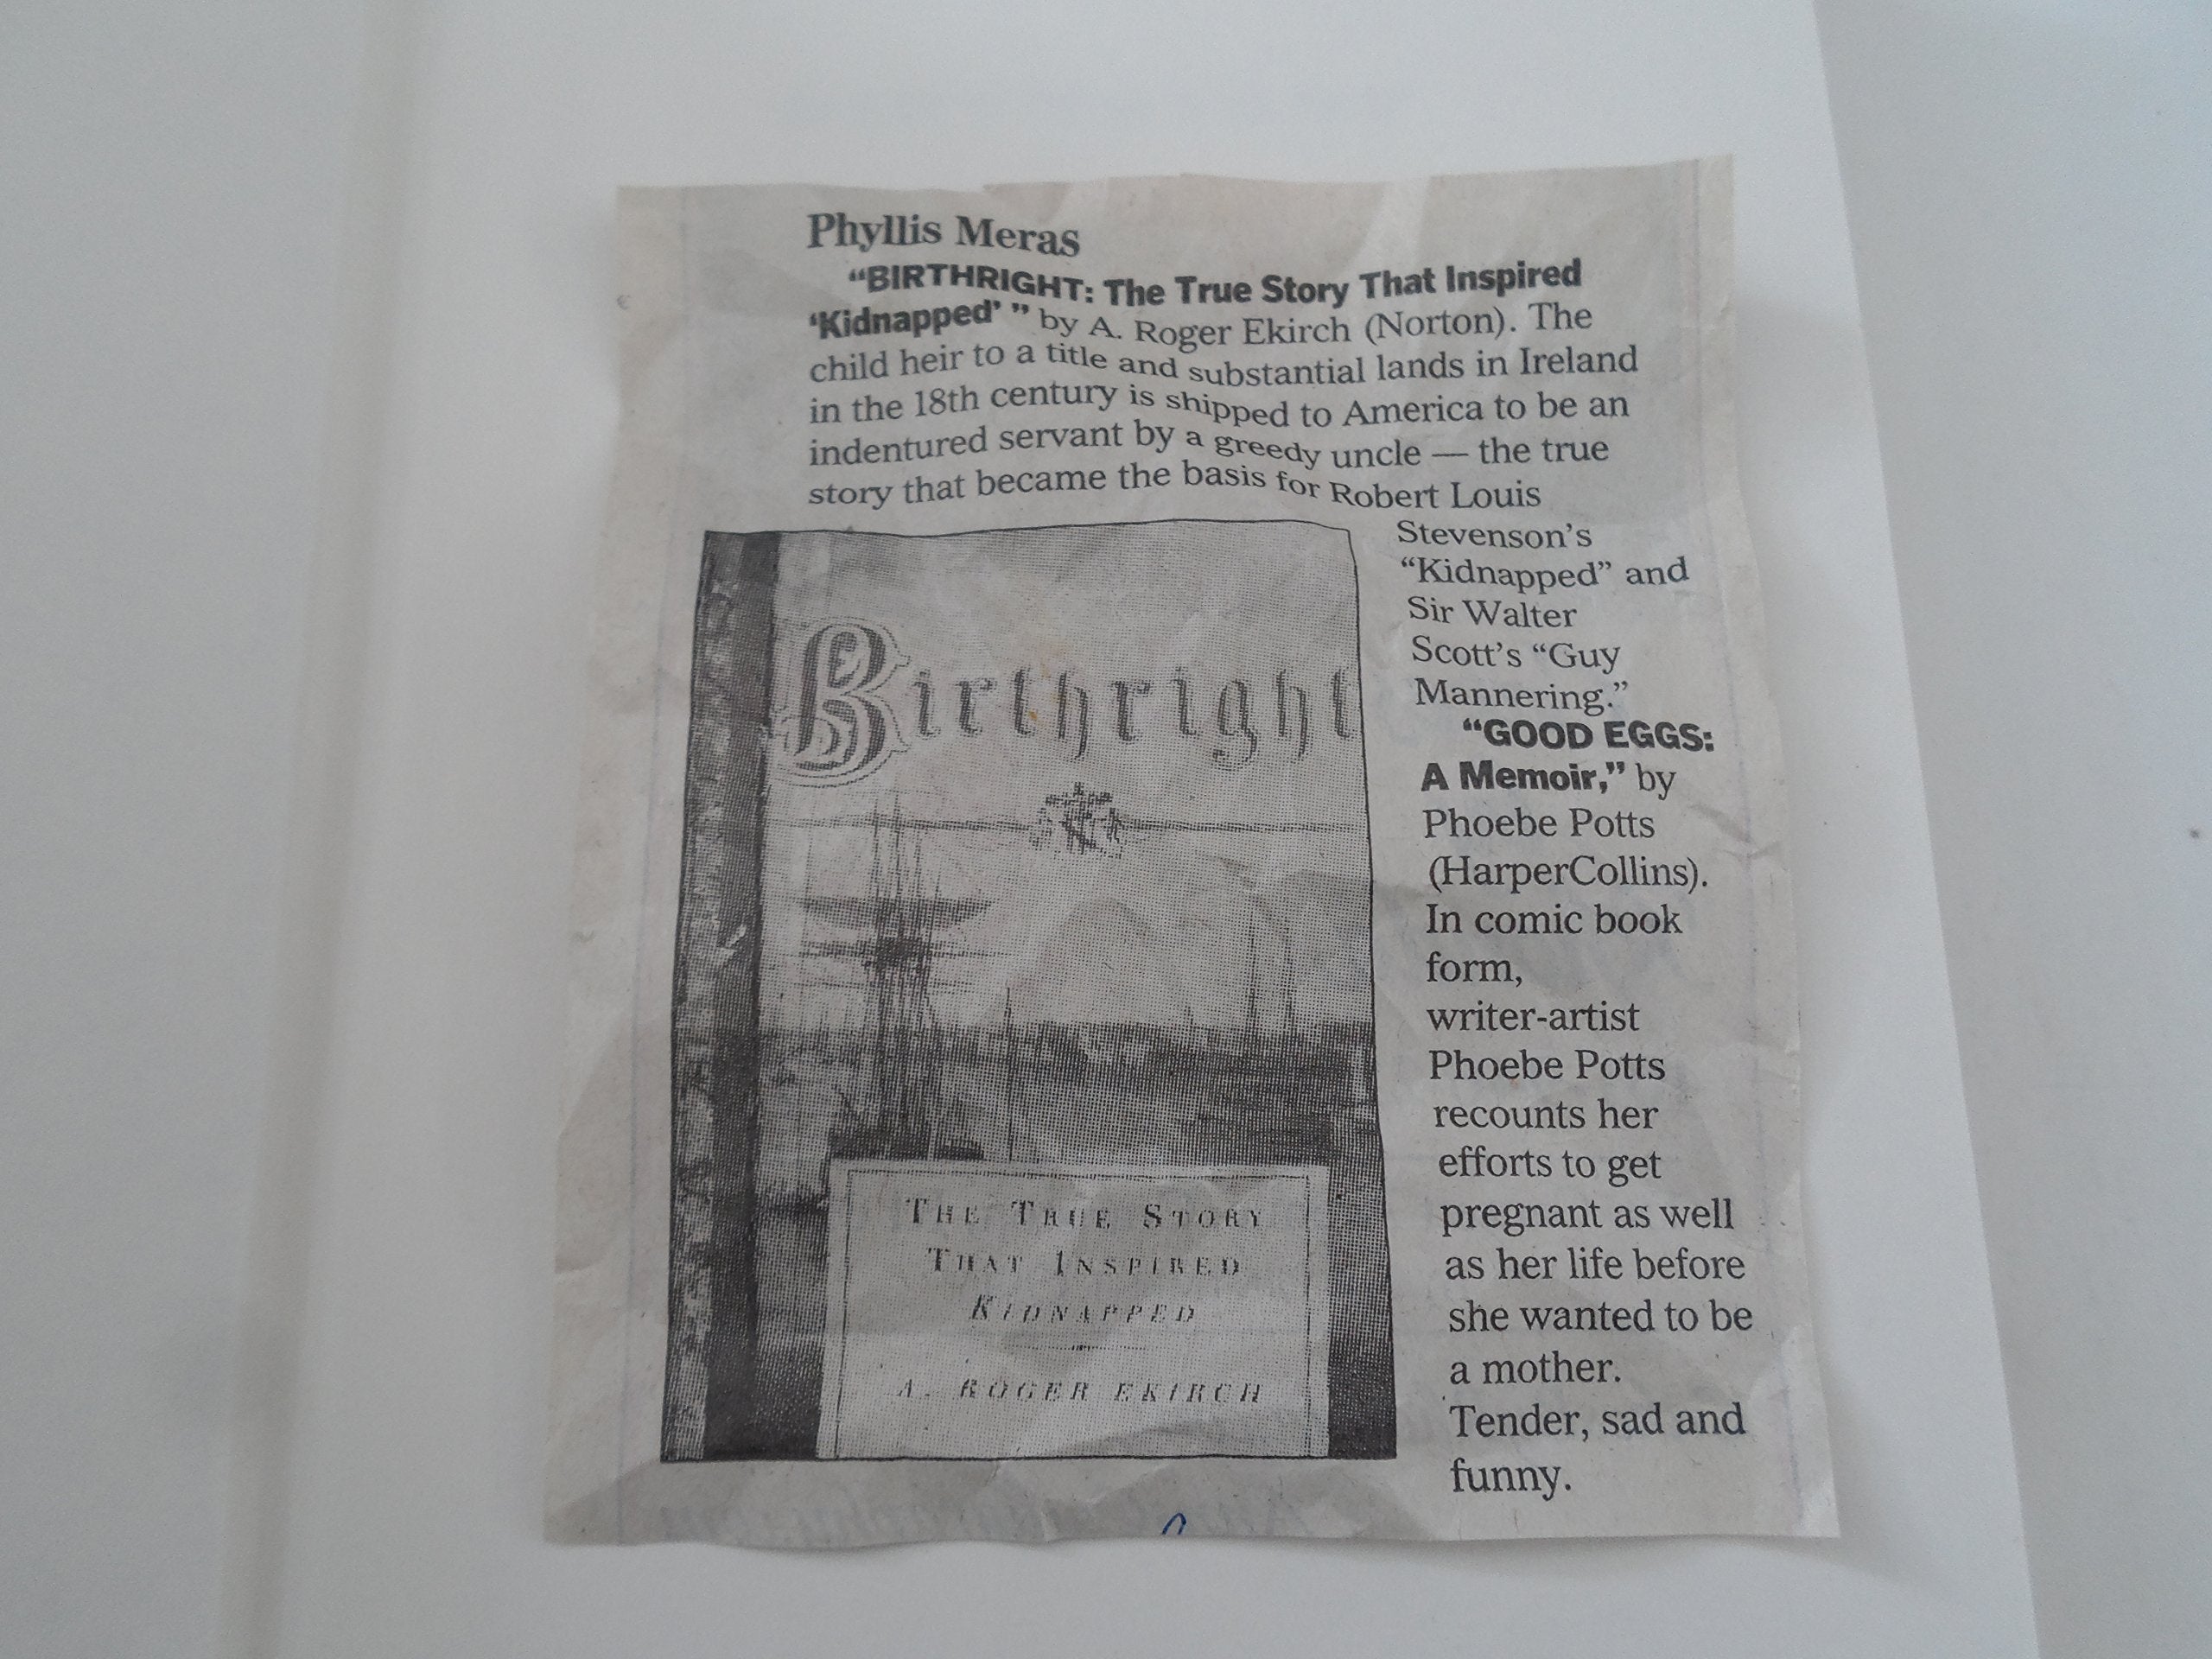 Phyllis Meras
“BIRTHRIGHT: The True Story That Inspired
‘Kidnapped’ ” by A. Roger Ekirch (Norton). The
child heir to a title and substantial lands in Ireland
in the 18th century is shipped to America to be an
indentured servant by a greedy uncle — the true
story that became the basis for Robert Louis
Stevenson’s
“Kidnapped” and
Sir Walter
Scott’s “Guy
Mannering.”
“GOOD EGGS:
A Memoir,” by
Phoebe Potts
(HarperCollins).
In comic book
form,
writer-artist
Phoebe Potts
recounts her
efforts to get
pregnant as well
as her life before
she wanted to be
a mother.
Tender, sad and
funny.
Birthright
THE TRUE STORY
THAT INSPIRED
KIDNAPPED
A. ROGER EKIRCH